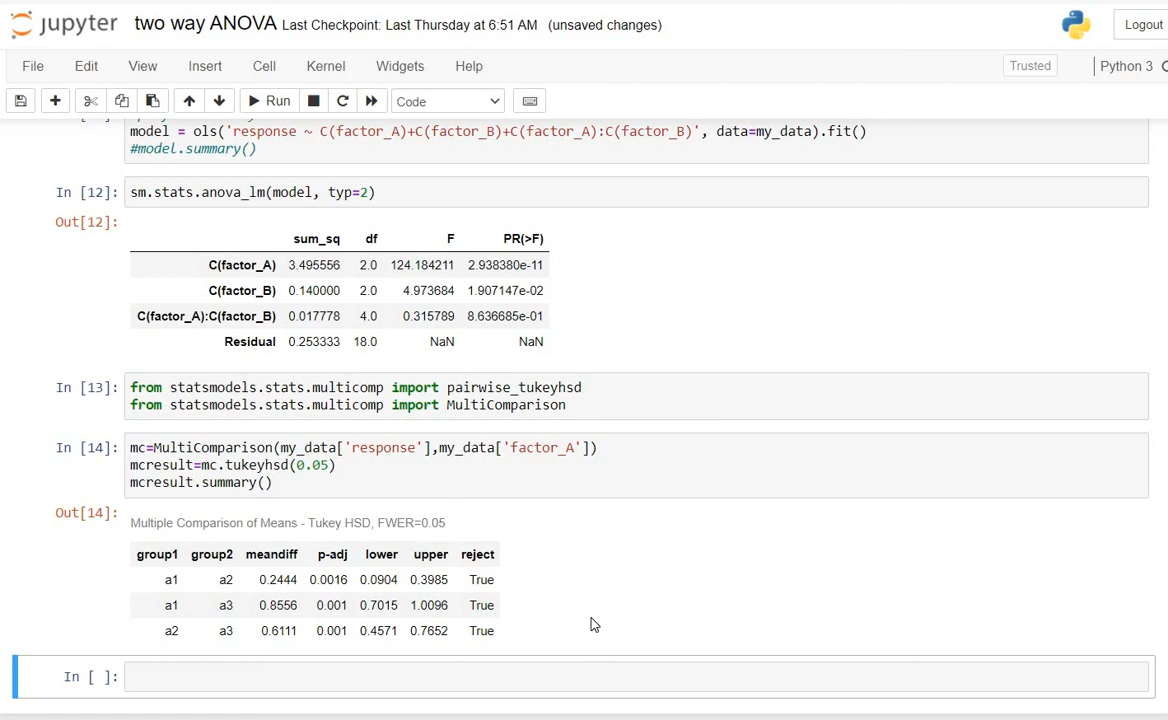 jupyter two way ANOVA Last Checkpoint: Last Thursday at 6:51 AM (unsaved changes) Logout
File Edit View Insert Cell Kernel Widgets Help Trusted Python 3
Run Code
model = ols('response ~ C(factor_A)+C(factor_B)+C(factor_A):C(factor_B)', data=my_data).fit()
#model.summary()
In [12]: sm.stats.anova_lm(model, typ=2)
Out[12]:
sum_sq df F PR(>F)
C(factor_A) 3.495556 2.0 124.184211 2.938380e-11
C(factor_B) 0.140000 2.0 4.973684 1.907147e-02
C(factor_A):C(factor_B) 0.017778 4.0 0.315789 8.636685e-01
Residual 0.253333 18.0 NaN NaN
In [13]: from statsmodels.stats.multicomp import pairwise_tukeyhsd
from statsmodels.stats.multicomp import MultiComparison
In [14]: mc=MultiComparison(my_data['response'],my_data['factor_A'])
mcresult=mc.tukeyhsd(0.05)
mcresult.summary()
Out[14]:
Multiple Comparison of Means - Tukey HSD, FWER=0.05
group1 group2 meandiff p-adj lower upper reject
a1 a2 0.2444 0.0016 0.0904 0.3985 True
a1 a3 0.8556 0.001 0.7015 1.0096 True
a2 a3 0.6111 0.001 0.4571 0.7652 True
In [ ]: